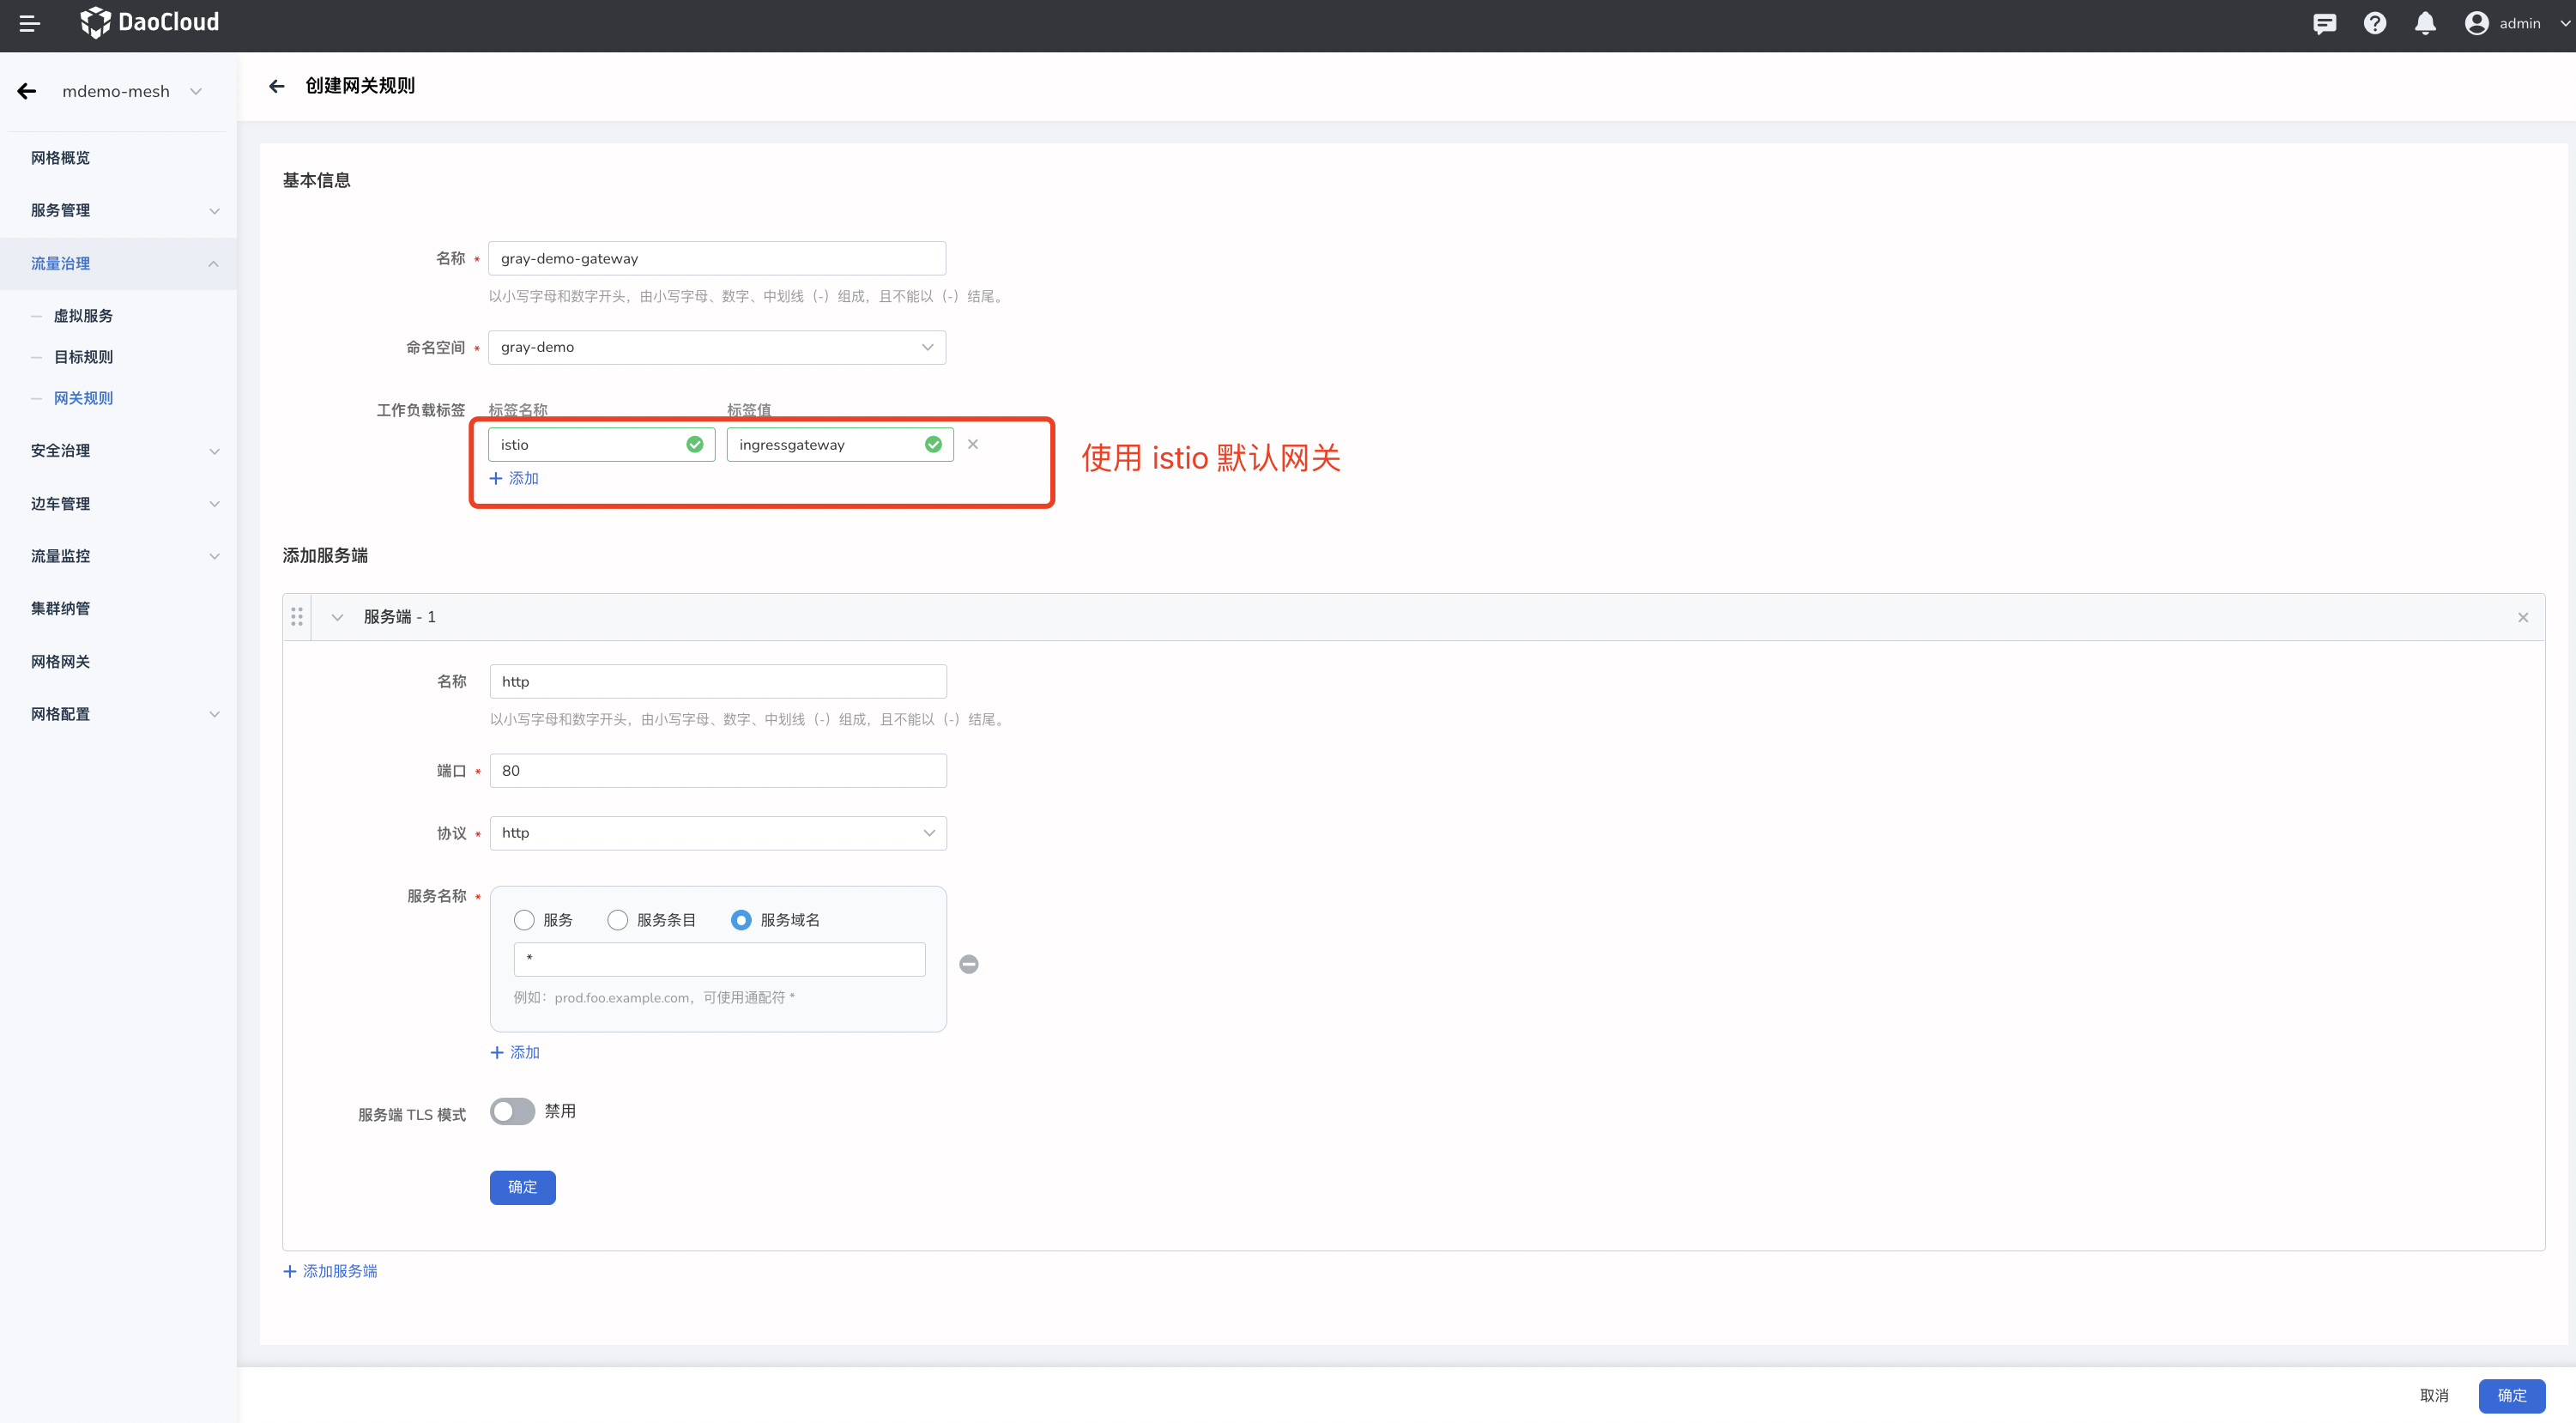 DaoCloud
admin
mdemo-mesh
网格概览
服务管理
流量治理
虚拟服务
目标规则
网关规则
安全治理
边车管理
流量监控
集群纳管
网格网关
网格配置
创建网关规则
基本信息
名称 *
gray-demo-gateway
以小写字母和数字开头，由小写字母、数字、中划线（-）组成，且不能以（-）结尾。
命名空间 *
gray-demo
工作负载标签 标签名称 标签值
istio ingressgateway
+ 添加
使用 istio 默认网关
添加服务端
服务端 - 1
名称
http
以小写字母和数字开头，由小写字母、数字、中划线（-）组成，且不能以（-）结尾。
端口 *
80
协议 *
http
服务名称 *
服务 服务条目 服务域名
*
例如：prod.foo.example.com，可使用通配符 *
+ 添加
服务端 TLS 模式 禁用
确定
+ 添加服务端
取消 确定